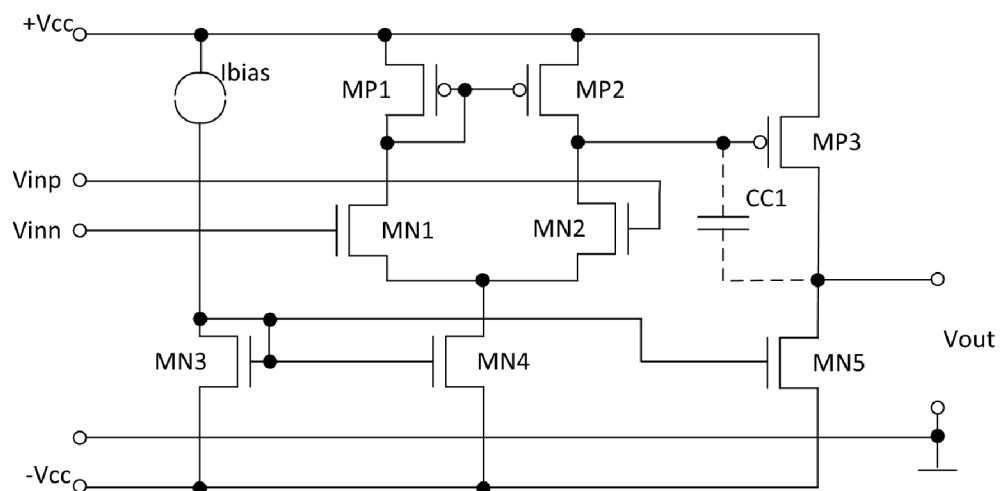 +Vcc
Ibias
MP1
MP2
MP3
Vinp
CC1
Vinn
MN1
MN2
MN3
MN4
MN5
Vout
-Vcc